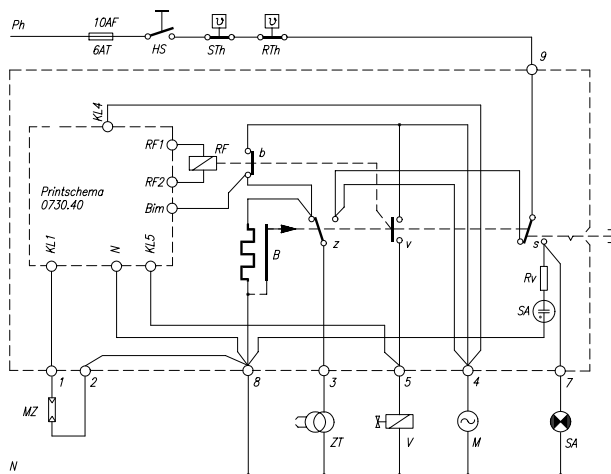 Ph
10AF
6AT
HS
STh
RTh
9
KL4
RF1
RF
b
RF2
Printschema
0730.40
Bim
KL1
N
KL5
B
z
v
s
Rv
SA
1
2
8
3
5
4
7
MZ
ZT
V
M
SA
N